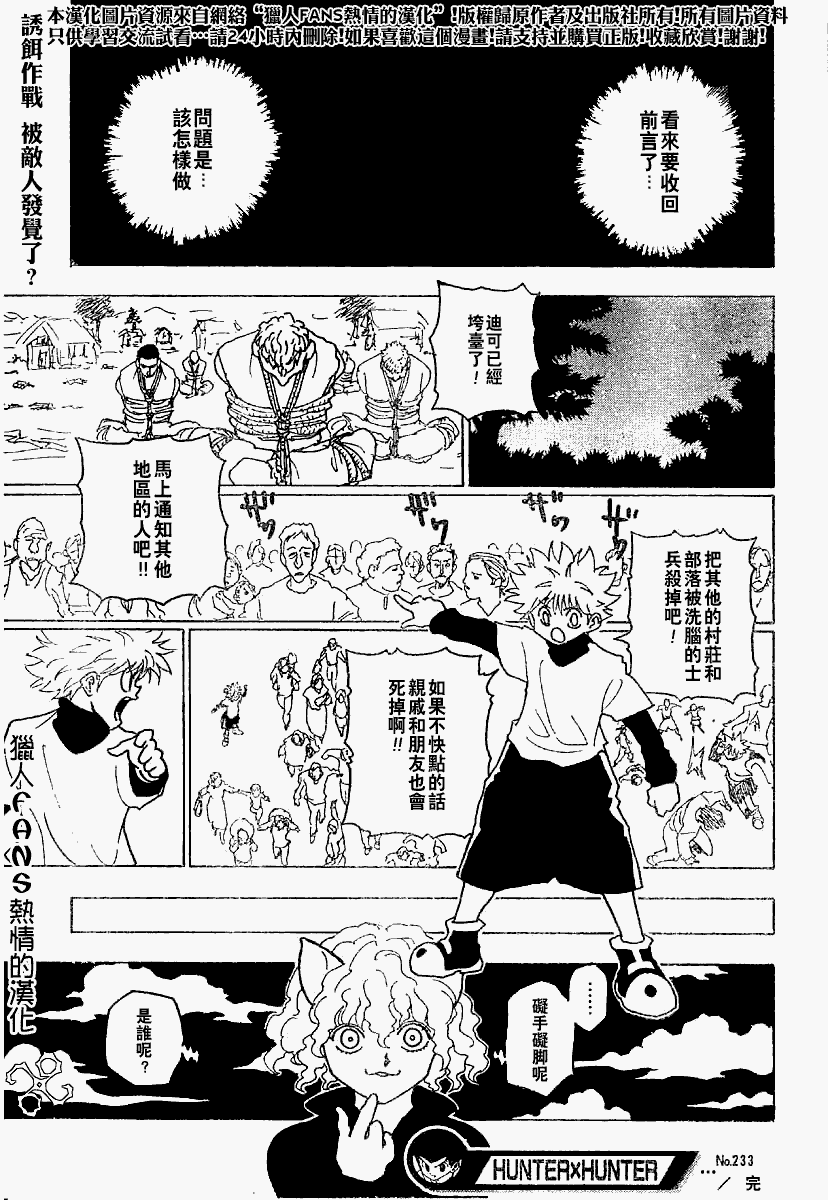 本漢化圖片資源來自網絡“獵人FANS熱情的漢化”!版權歸原作者及出版社所有!所有圖片資料
只供學習交流試看…請24小時內刪除!如果喜歡這個漫畫!請支持並購買正版!收藏欣賞!謝謝!
誘餌作戰 被敵人發覺了?
看來要收回
前言了…
問題是…
該怎樣做
迪可已經
垮臺了!
馬上通知其他
地區的人吧!!
ザッ
ザッ
ザッ
ザッ
把其他的村莊和
部落被洗腦的士
兵殺掉吧!
如果不快點的話
親戚和朋友也會
死掉啊!!
獵人FANS熱情的漢化
……
礙手礙脚呢
是誰呢?
HUNTER×HUNTER
No.233
…/完